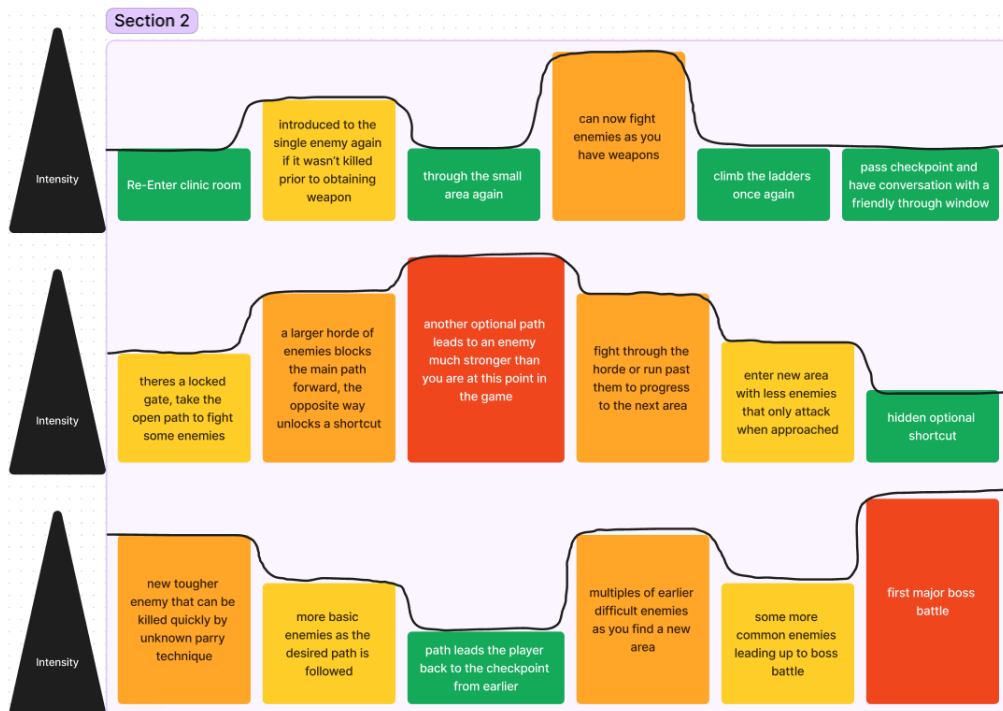 Section 2
Intensity
Re-Enter clinic room
introduced to the
single enemy again
if it wasn't killed
prior to obtaining
weapon
through the small
area again
can now fight
enemies as you
have weapons
climb the ladders
once again
pass checkpoint and
have conversation with a
friendly through window
Intensity
theres a locked
gate, take the
open path to fight
some enemies
a larger horde of
enemies blocks
the main path
forward, the
opposite way
unlocks a shortcut
another optional path
leads to an enemy
much stronger than
you are at this point in
the game
fight through the
horde or run past
them to progress
to the next area
enter new area
with less enemies
that only attack
when approached
hidden optional
shortcut
Intensity
new tougher
enemy that can be
killed quickly by
unknown parry
technique
more basic
enemies as the
desired path is
followed
path leads the player
back to the checkpoint
from earlier
multiples of earlier
difficult enemies
as you find a new
area
some more
common enemies
leading up to boss
battle
first major boss
battle